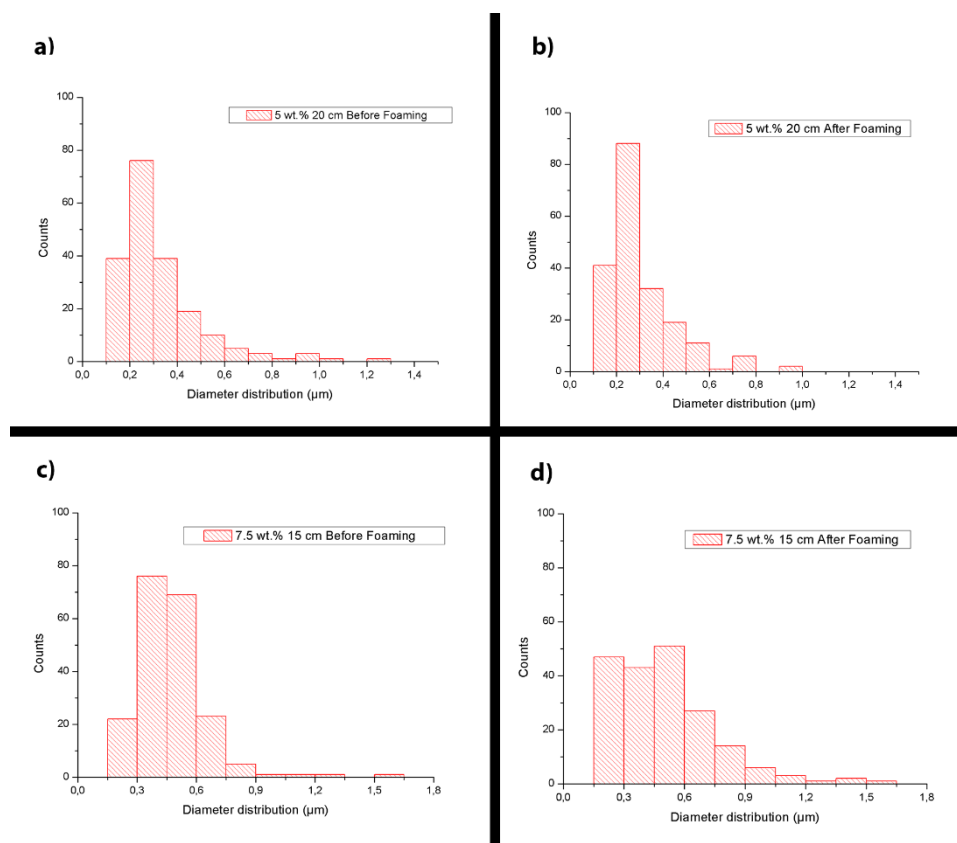 a)
100
80
60
40
20
0
Counts
5 wt.% 20 cm Before Foaming
0,0 0,2 0,4 0,6 0,8 1,0 1,2 1,4
Diameter distribution (µm)
b)
100
80
60
40
20
0
Counts
5 wt.% 20 cm After Foaming
0,0 0,2 0,4 0,6 0,8 1,0 1,2 1,4
Diameter distribution (µm)
c)
100
80
60
40
20
0
Counts
7.5 wt.% 15 cm Before Foaming
0,0 0,3 0,6 0,9 1,2 1,5 1,8
Diameter distribution (µm)
d)
100
80
60
40
20
0
Counts
7.5 wt.% 15 cm After Foaming
0,0 0,3 0,6 0,9 1,2 1,5 1,8
Diameter distribution (µm)